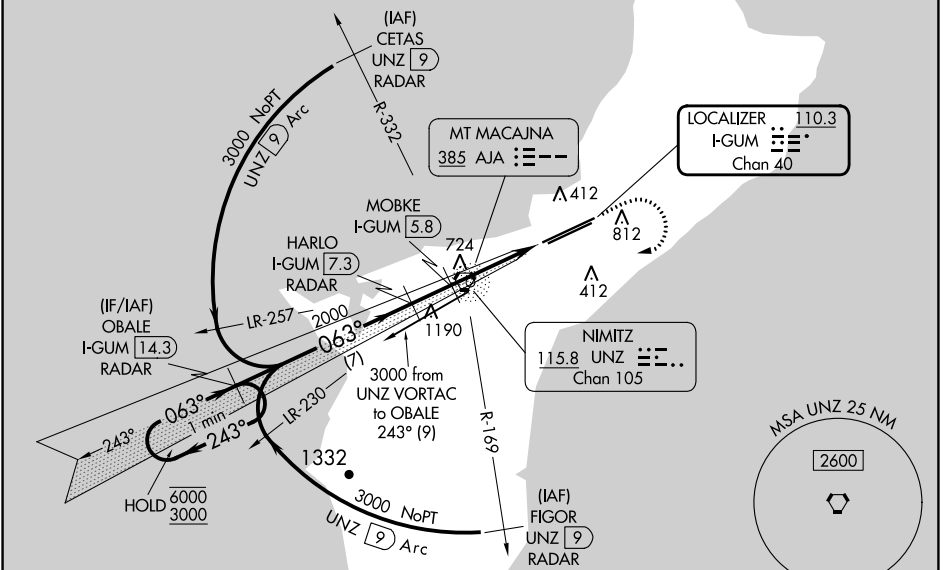 (IAF)
CETAS
UNZ 9
RADAR
R-332
3000 NoPT
UNZ 9 Arc
MT MACAJNA
385 AJA
LOCALIZER 110.3
I-GUM
Chan 40
412
812
412
MOBKE
I-GUM 5.8
724
HARLO
I-GUM 7.3
RADAR
1190
(IF/IAF)
OBALE
I-GUM 14.3
RADAR
LR-257
2000
063°
(7)
LR-230
3000 from
UNZ VORTAC
to OBALE
243° (9)
NIMITZ
115.8 UNZ
Chan 105
R-169
063°
1 min
243°
243°
HOLD 6000
3000
1332
3000 NoPT
UNZ 9 Arc
(IAF)
FIGOR
UNZ 9
RADAR
MSA UNZ 25 NM
2600